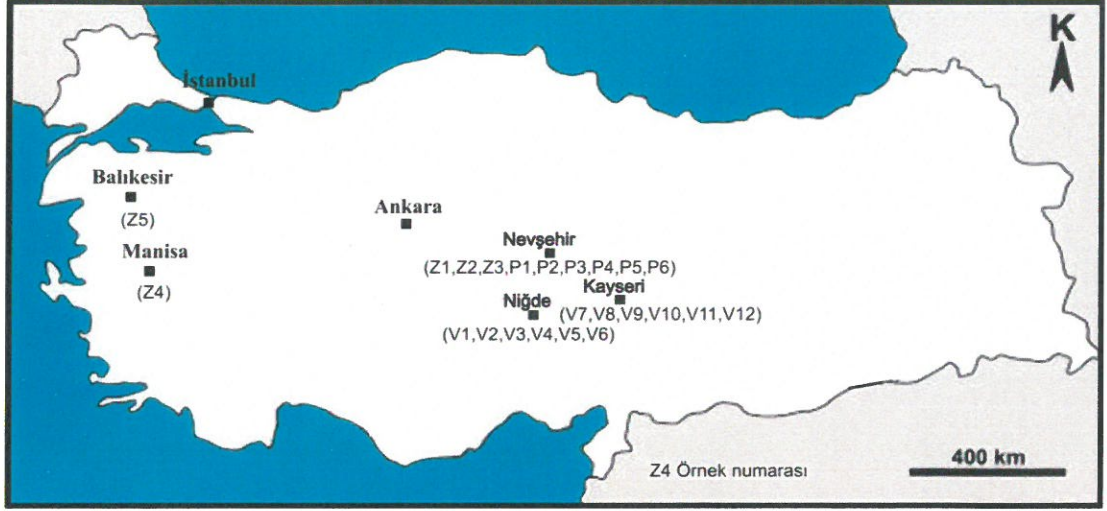 K
İstanbul
Balıkesir
(Z5)
Ankara
Manisa
(Z4)
Nevşehir
(Z1,Z2,Z3,P1,P2,P3,P4,P5,P6)
Kayseri
(V7,V8,V9,V10,V11,V12)
Niğde
(V1,V2,V3,V4,V5,V6)
Z4 Örnek numarası
400 km